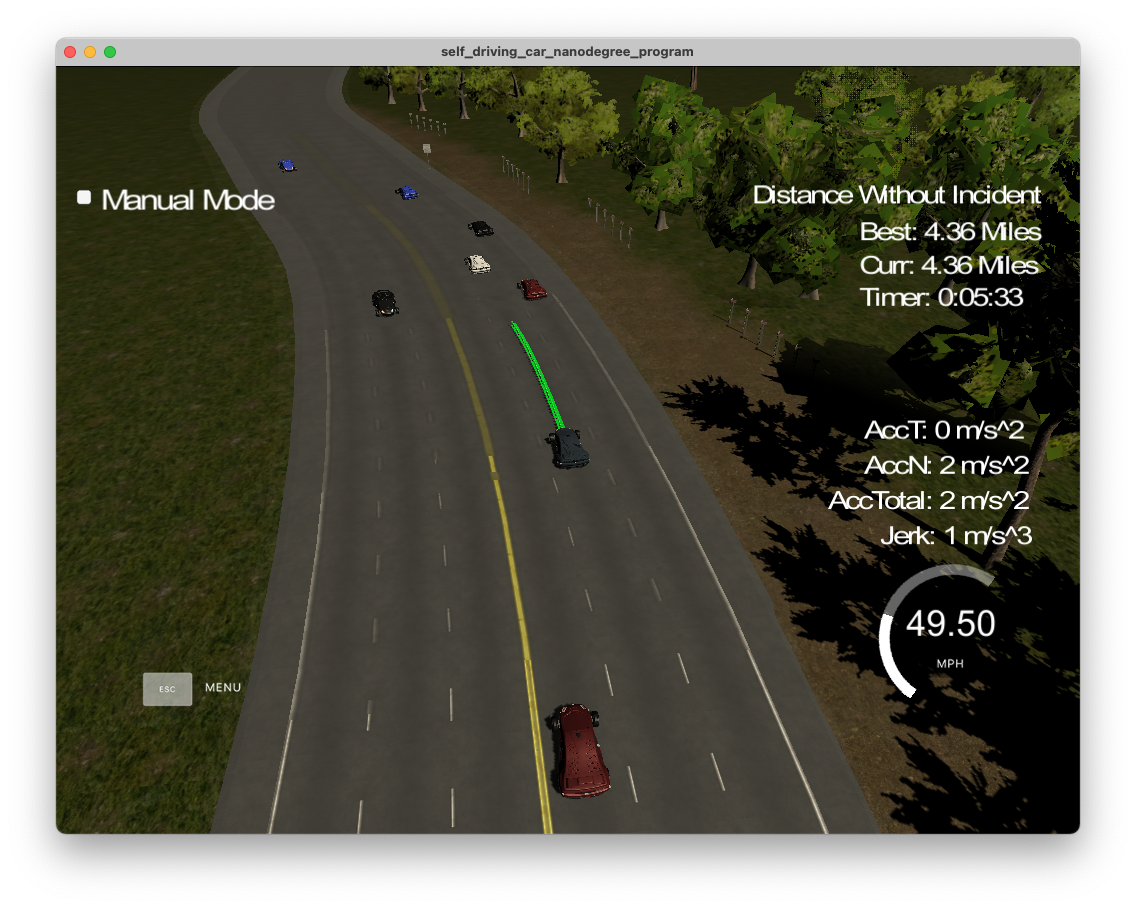 self_driving_car_nanodegree_program
Manual Mode
Distance Without Incident
Best: 4.36 Miles
Curr: 4.36 Miles
Timer: 0:05:33
AccT: 0 m/s^2
AccN: 2 m/s^2
AccTotal: 2 m/s^2
Jerk: 1 m/s^3
49.50
MPH
ESC MENU